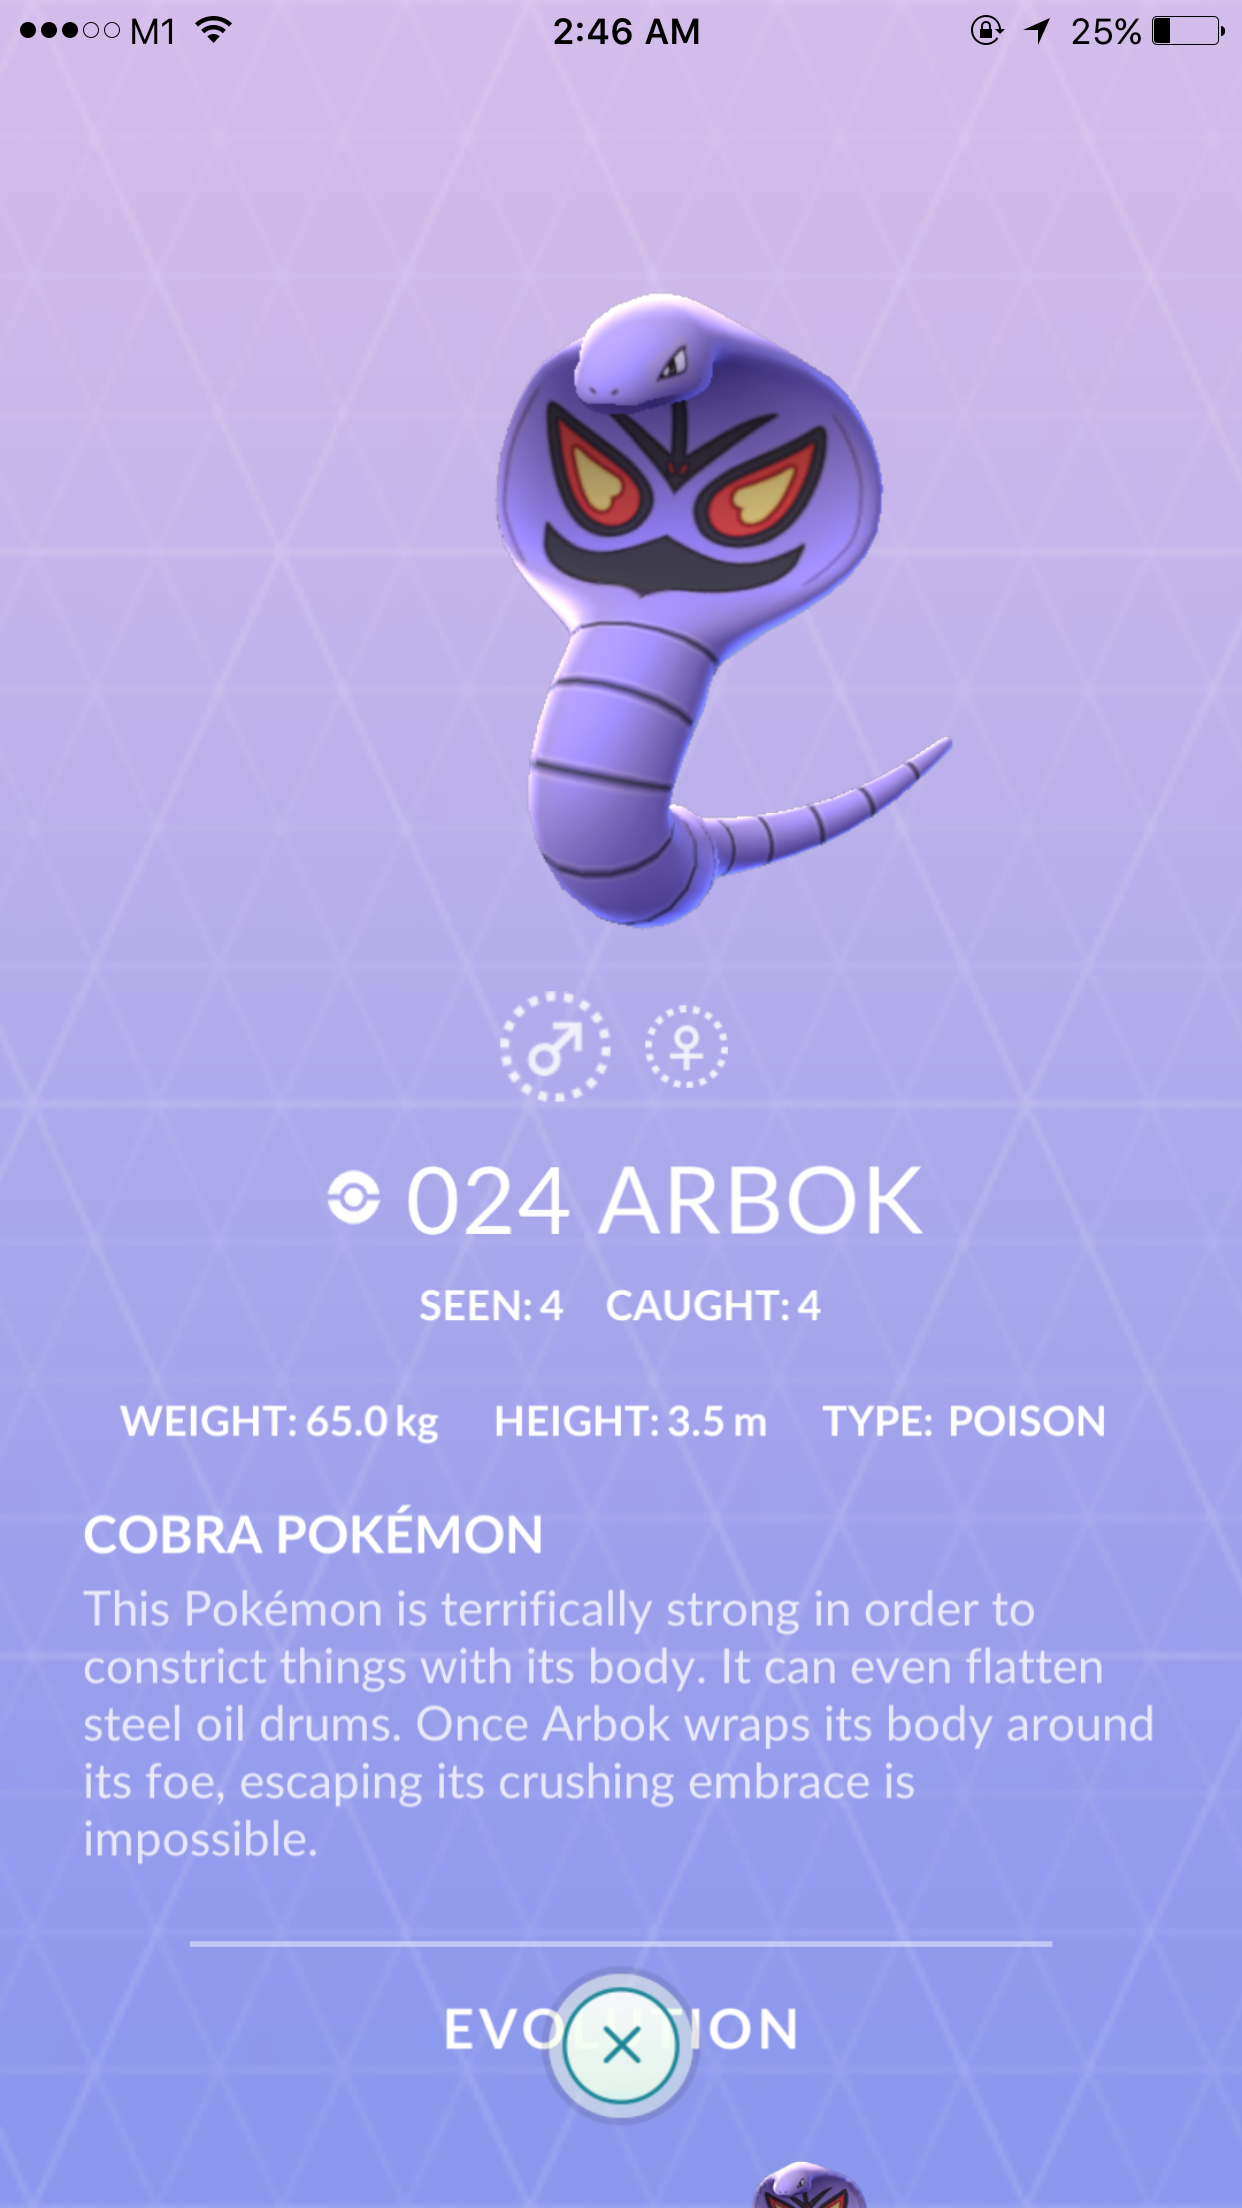 M1 2:46 AM 25%
024 ARBOK
SEEN: 4 CAUGHT: 4
WEIGHT: 65.0 kg HEIGHT: 3.5 m TYPE: POISON
COBRA POKÉMON
This Pokémon is terrifically strong in order to
constrict things with its body. It can even flatten
steel oil drums. Once Arbok wraps its body around
its foe, escaping its crushing embrace is
impossible.
EVOLUTION